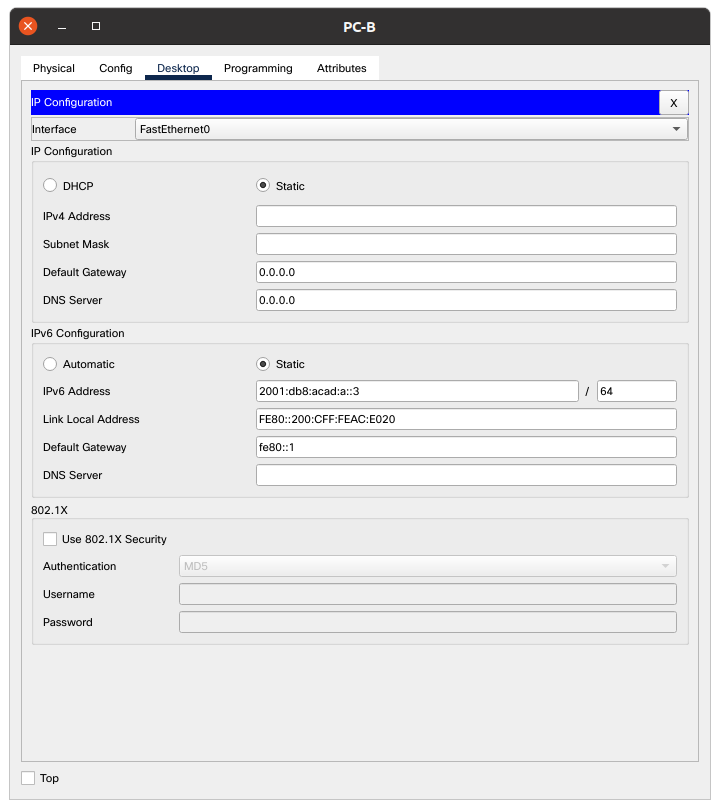 PC-B
Physical Config Desktop Programming Attributes
IP Configuration X
Interface FastEthernet0
IP Configuration
DHCP Static
IPv4 Address
Subnet Mask
Default Gateway 0.0.0.0
DNS Server 0.0.0.0
IPv6 Configuration
Automatic Static
IPv6 Address 2001:db8:acad:a::3 / 64
Link Local Address FE80::200:CFF:FEAC:E020
Default Gateway fe80::1
DNS Server
802.1X
Use 802.1X Security
Authentication MD5
Username
Password
Top